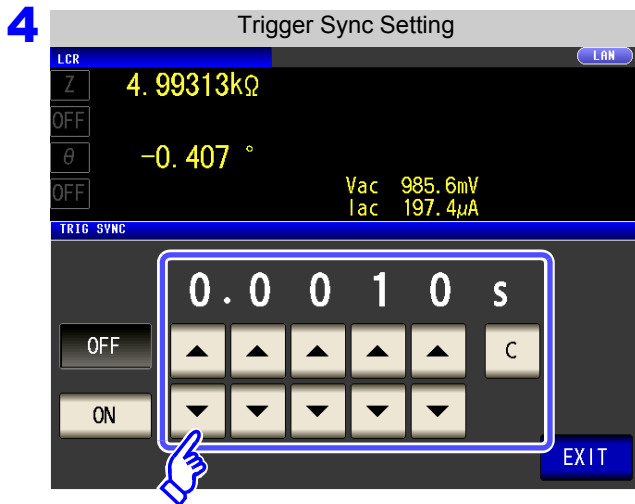 4
Trigger Sync Setting
LCR LAN
Z 4.99313kΩ
OFF
θ -0.407 °
OFF Vac 985.6mV
Iac 197.4μA
TRIG SYNC
0.0010 s
OFF C
ON
EXIT